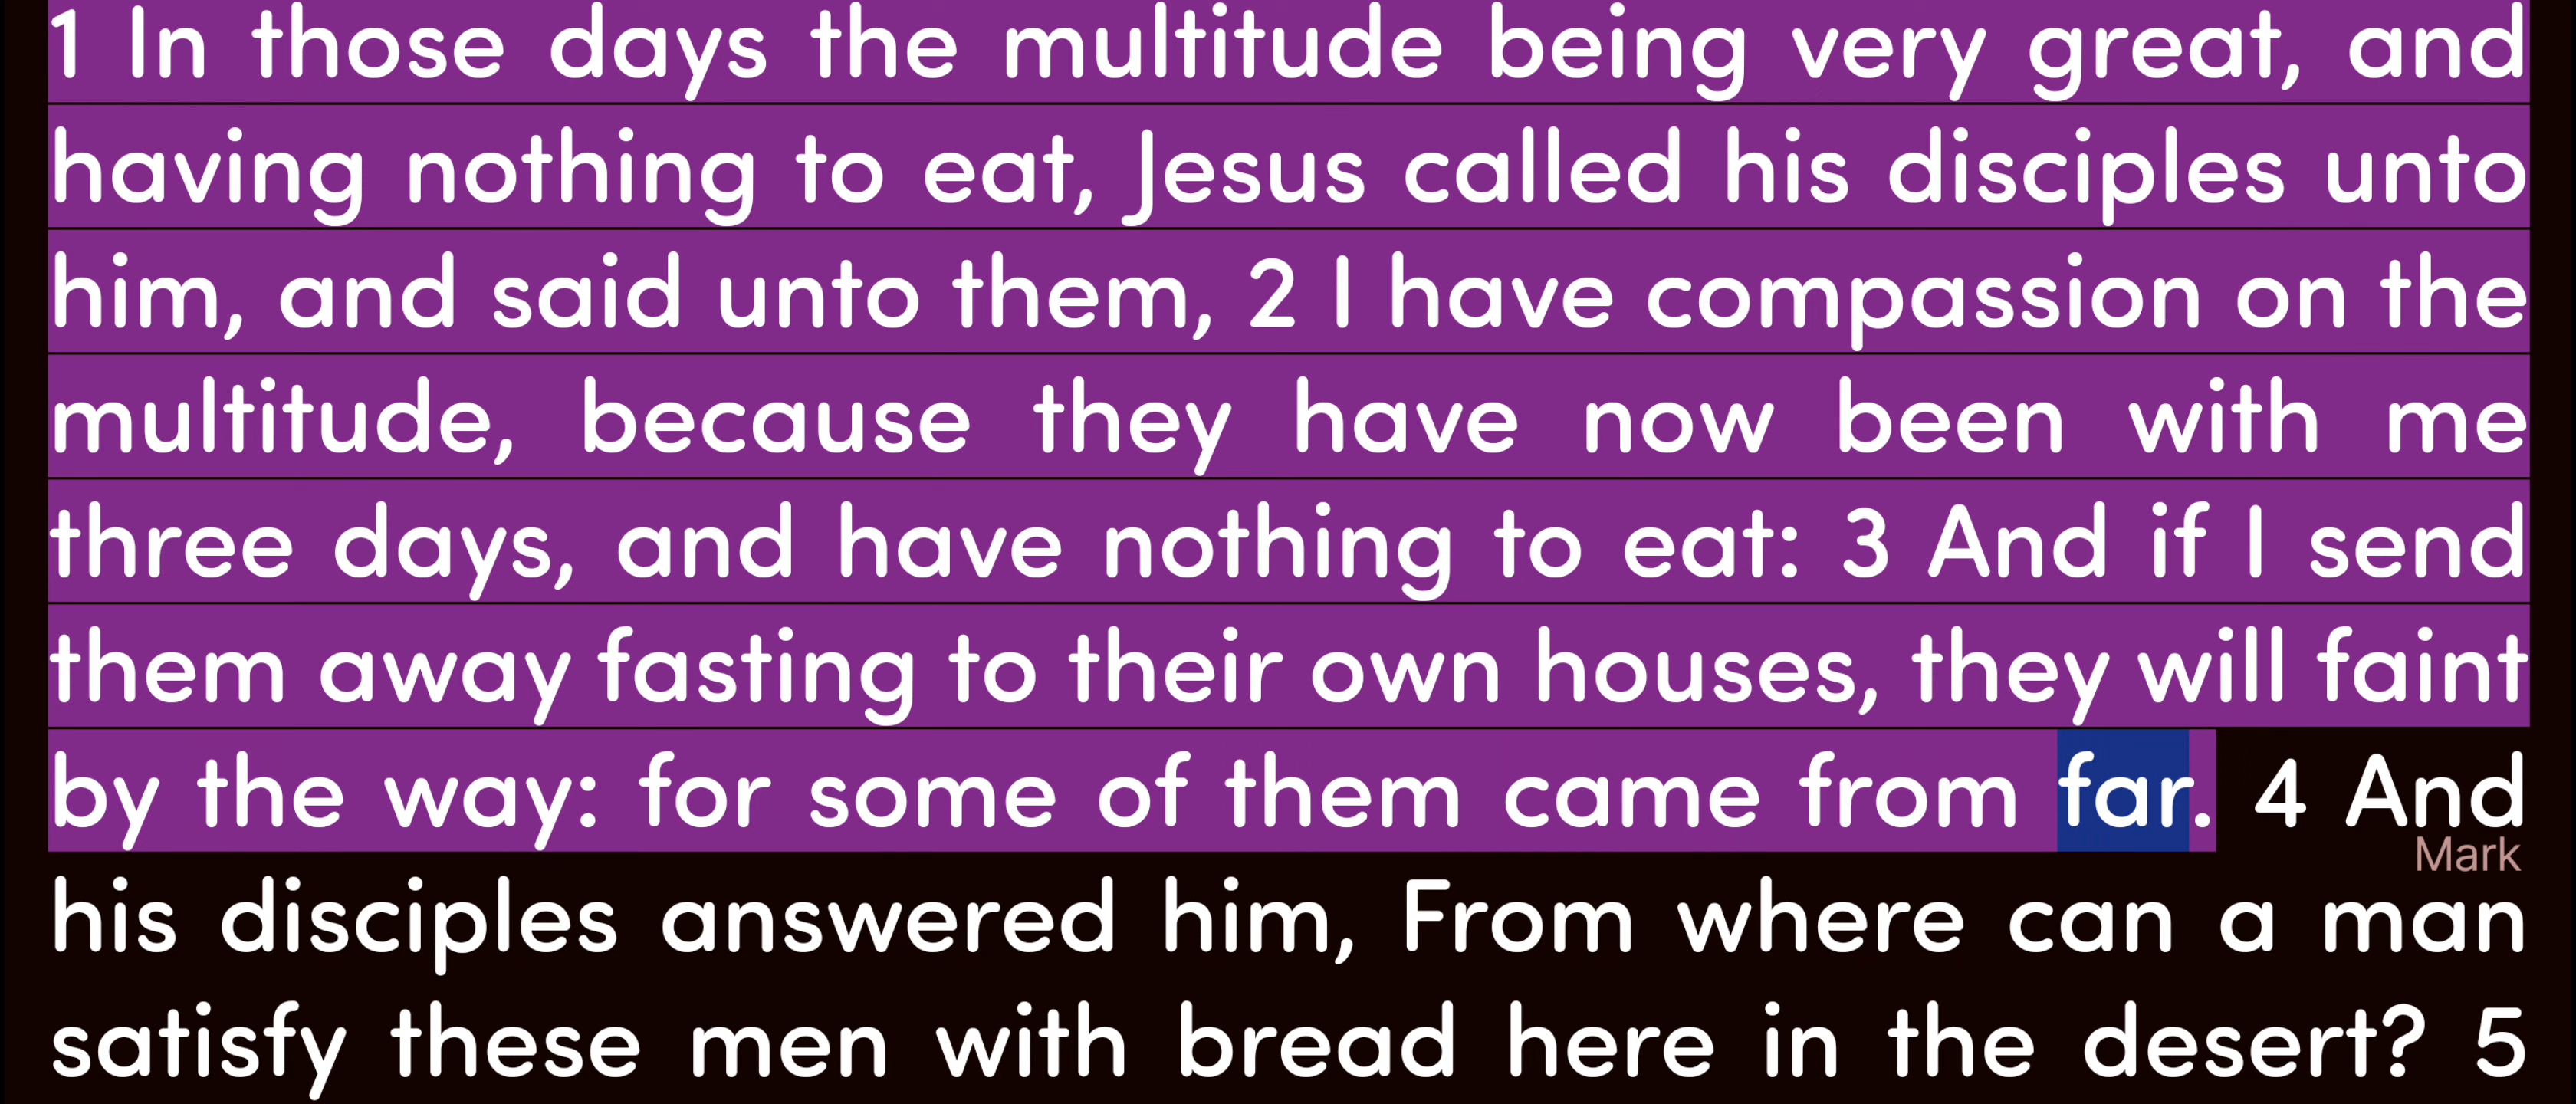 1 In those days the multitude being very great, and
having nothing to eat, Jesus called his disciples unto
him, and said unto them, 2 I have compassion on the
multitude, because they have now been with me
three days, and have nothing to eat: 3 And if I send
them away fasting to their own houses, they will faint
by the way: for some of them came from far. 4 And
Mark
his disciples answered him, From where can a man
satisfy these men with bread here in the desert? 5